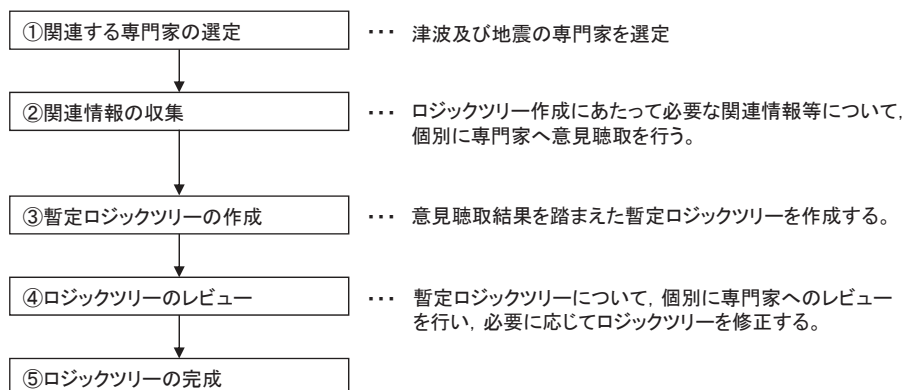 ①関連する専門家の選定
･･･ 津波及び地震の専門家を選定
②関連情報の収集
･･･ ロジックツリー作成にあたって必要な関連情報等について,
個別に専門家へ意見聴取を行う。
③暫定ロジックツリーの作成
･･･ 意見聴取結果を踏まえた暫定ロジックツリーを作成する。
④ロジックツリーのレビュー
･･･ 暫定ロジックツリーについて, 個別に専門家へのレビュー
を行い, 必要に応じてロジックツリーを修正する。
⑤ロジックツリーの完成